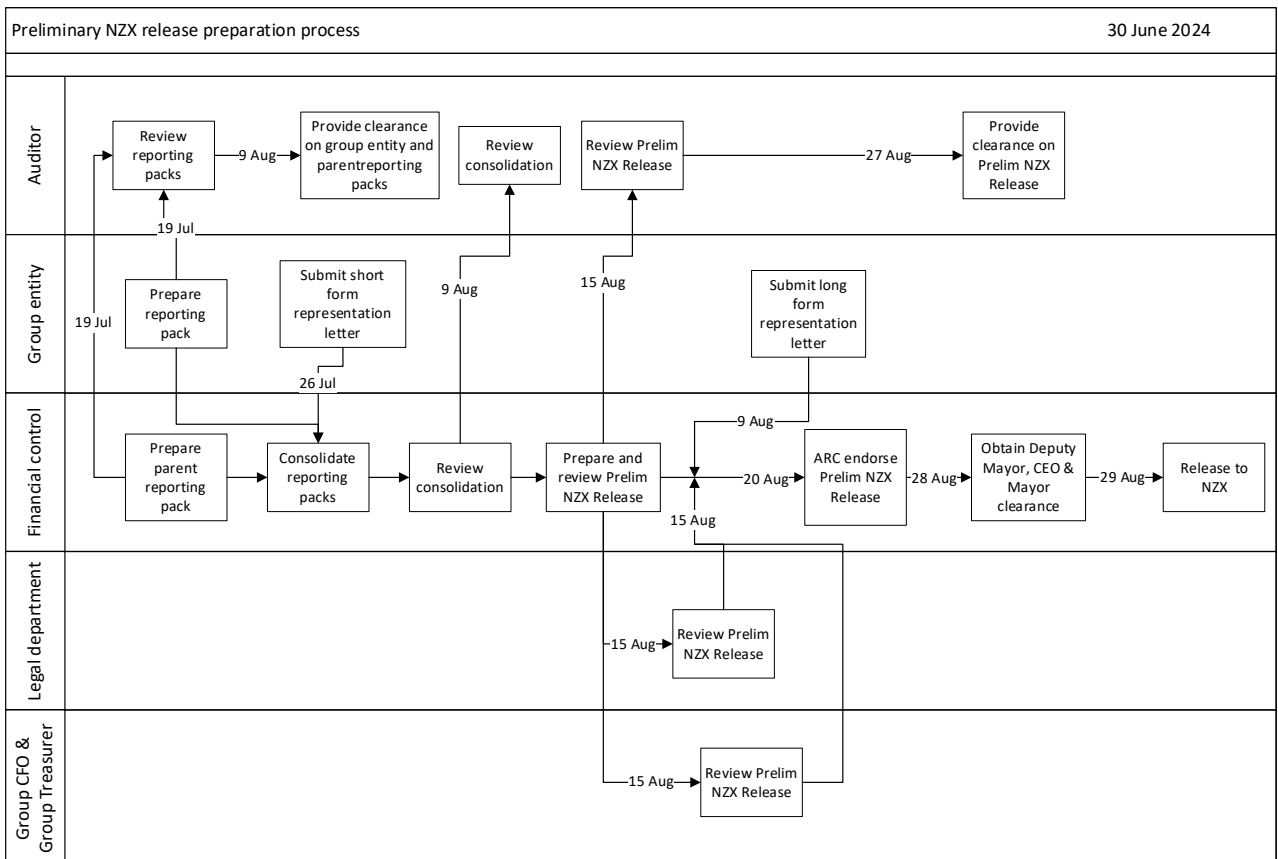 Preliminary NZX release preparation process
30 June 2024
Auditor
Review
reporting
packs
9 Aug
Provide clearance
on group entity and
parentreporting
packs
Review
consolidation
Review Prelim
NZX Release
27 Aug
Provide
clearance on
Prelim NZX
Release
19 Jul
Group entity
19 Jul
Prepare
reporting
pack
Submit short
form
representation
letter
26 Jul
9 Aug
15 Aug
Submit long
form
representation
letter
9 Aug
Financial control
Prepare
parent
reporting
pack
Consolidate
reporting packs
Review
consolidation
Prepare and
review Prelim
NZX Release
20 Aug
15 Aug
ARC endorse
Prelim NZX
Release
28 Aug
Obtain Deputy
Mayor, CEO &
Mayor
clearance
29 Aug
Release to
NZX
Legal department
15 Aug
Review Prelim
NZX Release
Group CFO &
Group Treasurer
15 Aug
Review Prelim
NZX Release